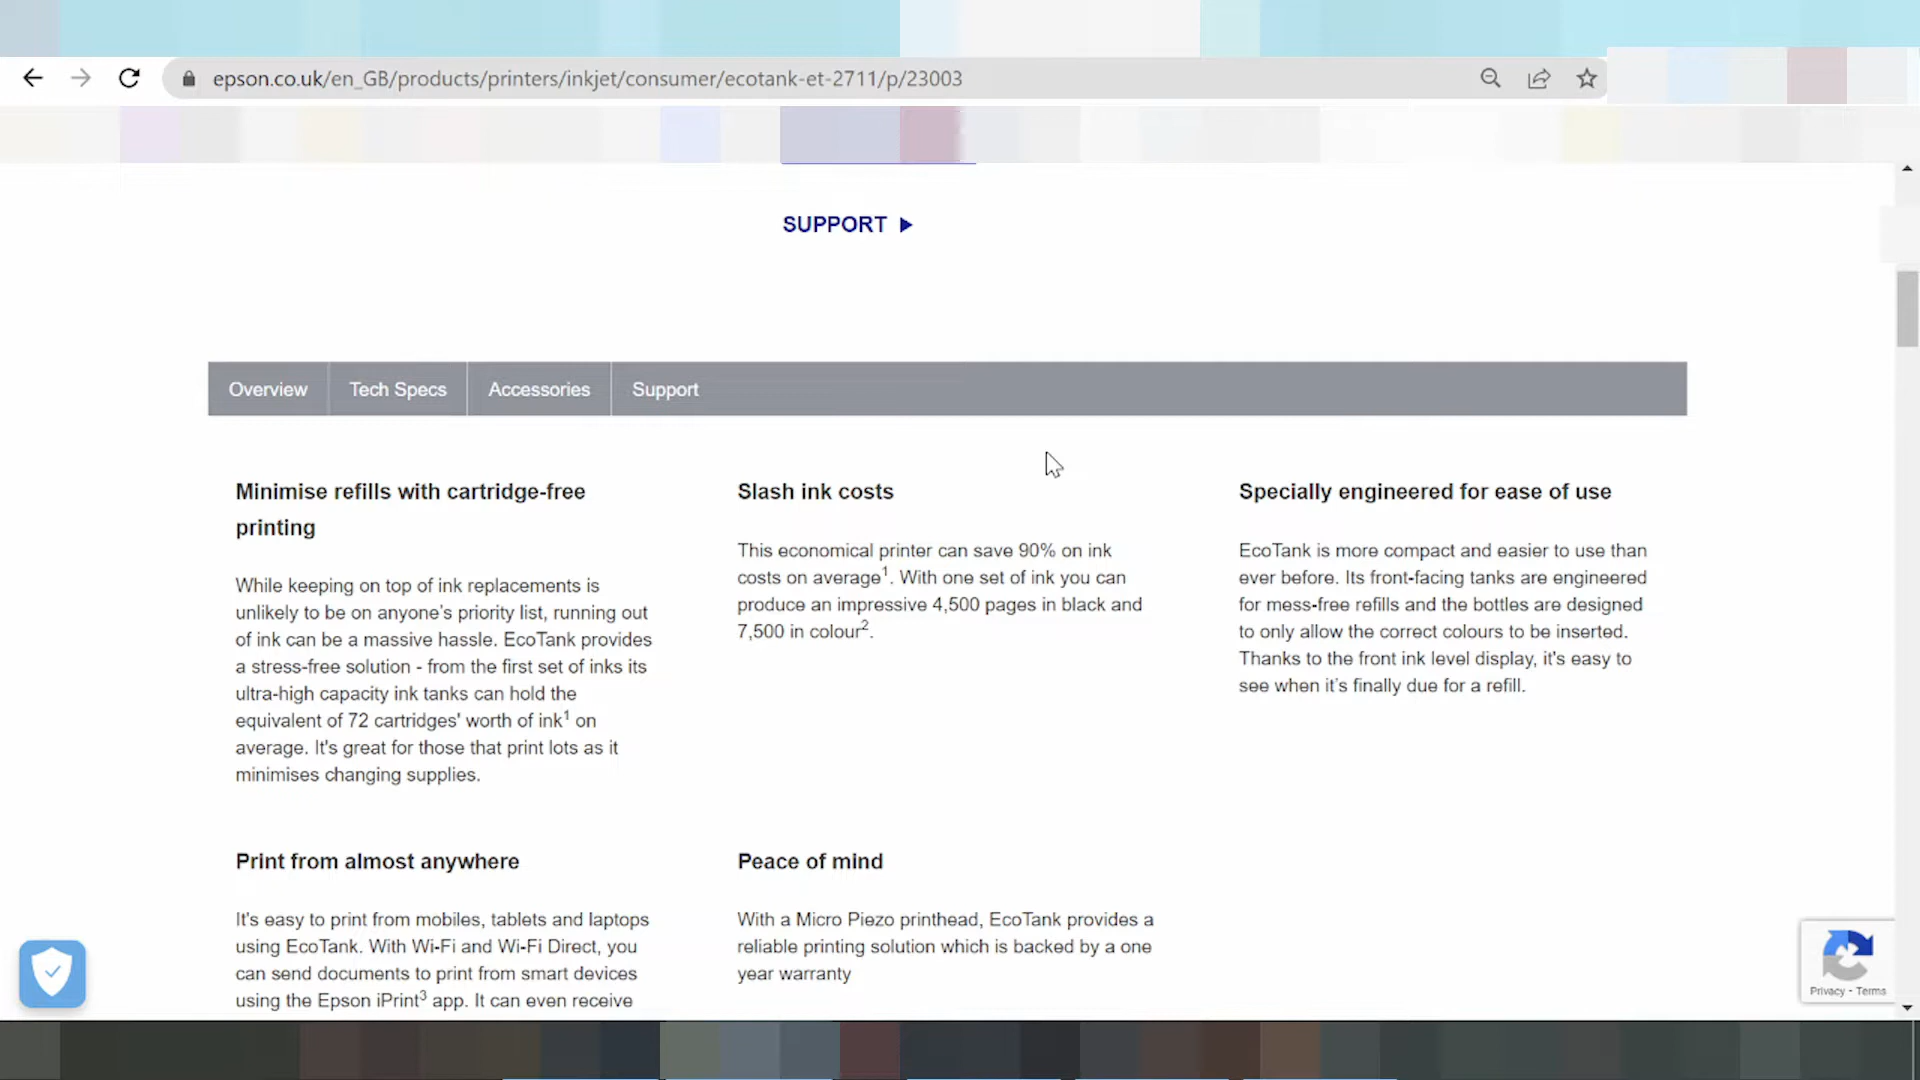 epson.co.uk/en_GB/products/printers/inkjet/consumer/ecotank-et-2711/p/23003
SUPPORT
Overview
Tech Specs
Accessories
Support
Minimise refills with cartridge-free
printing
While keeping on top of ink replacements is
unlikely to be on anyone's priority list, running out
of ink can be a massive hassle. EcoTank provides
a stress-free solution - from the first set of inks its
ultra-high capacity ink tanks can hold the
equivalent of 72 cartridges' worth of ink¹ on
average. It's great for those that print lots as it
minimises changing supplies.
Slash ink costs
This economical printer can save 90% on ink
costs on average¹. With one set of ink you can
produce an impressive 4,500 pages in black and
7,500 in colour².
Specially engineered for ease of use
EcoTank is more compact and easier to use than
ever before. Its front-facing tanks are engineered
for mess-free refills and the bottles are designed
to only allow the correct colours to be inserted.
Thanks to the front ink level display, it's easy to
see when it's finally due for a refill.
Print from almost anywhere
It's easy to print from mobiles, tablets and laptops
using EcoTank. With Wi-Fi and Wi-Fi Direct, you
can send documents to print from smart devices
using the Epson iPrint³ app. It can even receive
Peace of mind
With a Micro Piezo printhead, EcoTank provides a
reliable printing solution which is backed by a one
year warranty
Privacy - Terms